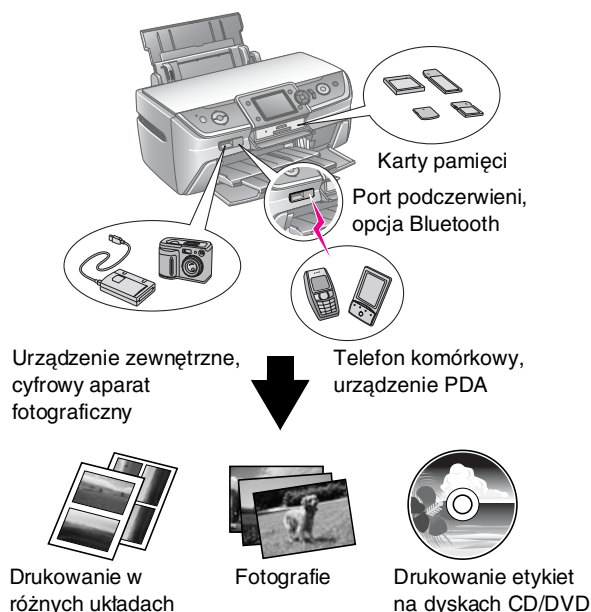 Karty pamięci
Port podczerwieni,
opcja Bluetooth
Urządzenie zewnętrzne,
cyfrowy aparat
fotograficzny
Telefon komórkowy,
urządzenie PDA
Drukowanie w
różnych układach
Fotografie
Drukowanie etykiet
na dyskach CD/DVD